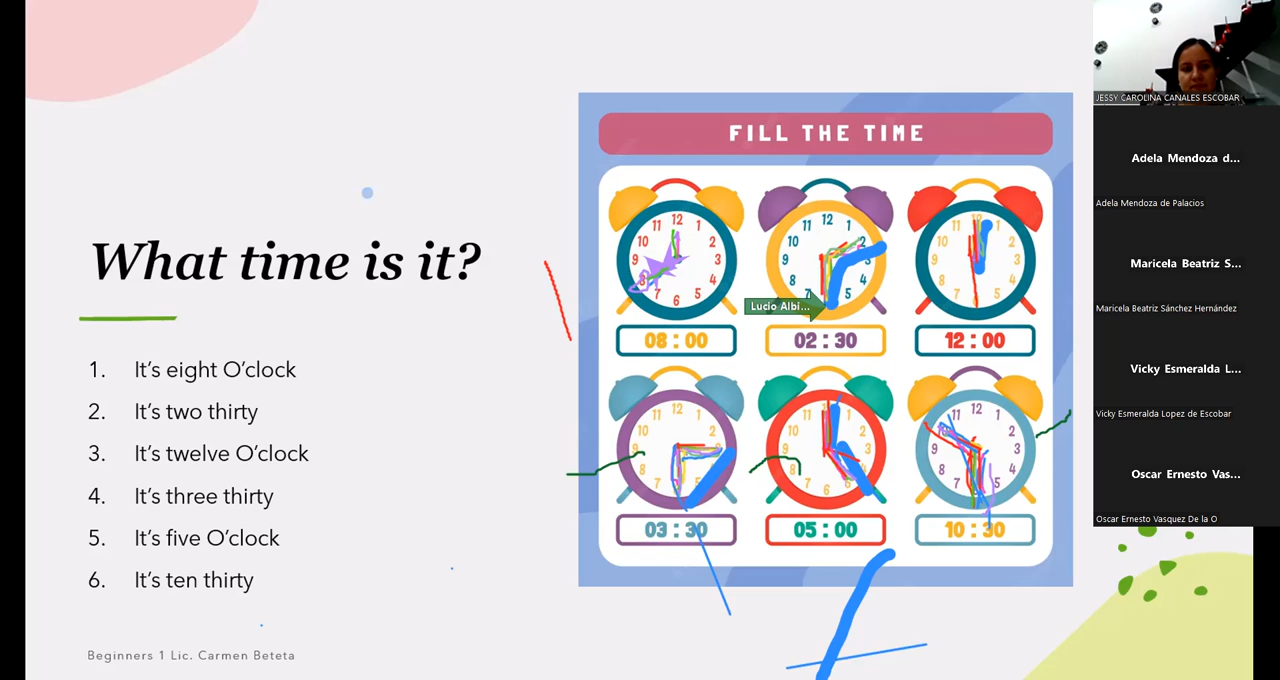 What time is it?
1. It's eight O'clock
2. It's two thirty
3. It's twelve O'clock
4. It's three thirty
5. It's five O'clock
6. It's ten thirty
Beginners 1 Lic. Carmen Beteta
FILL THE TIME
08 : 00
02 : 30
12 : 00
03 : 30
05 : 00
10 : 30
Lucio Albi...
JESSY CAROLINA CANALES ESCOBAR
Adela Mendoza d...
Adela Mendoza de Palacios
Maricela Beatriz S...
Maricela Beatriz Sánchez Hernández
Vicky Esmeralda L...
Vicky Esmeralda Lopez de Escobar
Oscar Ernesto Vas...
Oscar Ernesto Vasquez De la O